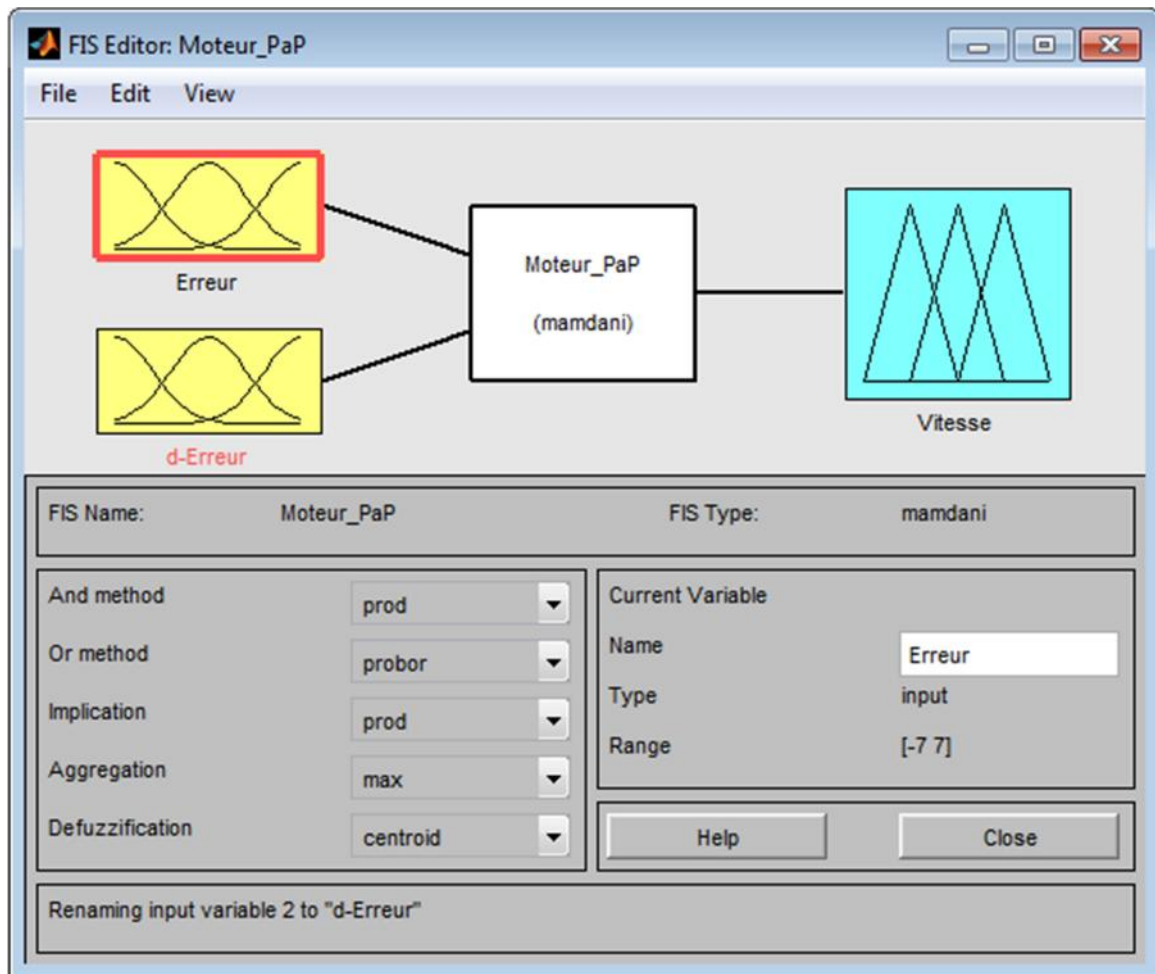 FIS Editor: Moteur_PaP
File Edit View
Erreur
d-Erreur
Moteur_PaP
(mamdani)
Vitesse
FIS Name: Moteur_PaP FIS Type: mamdani
And method prod
Or method probor
Implication prod
Aggregation max
Defuzzification centroid
Current Variable
Name Erreur
Type input
Range [-7 7]
Help Close
Renaming input variable 2 to "d-Erreur"